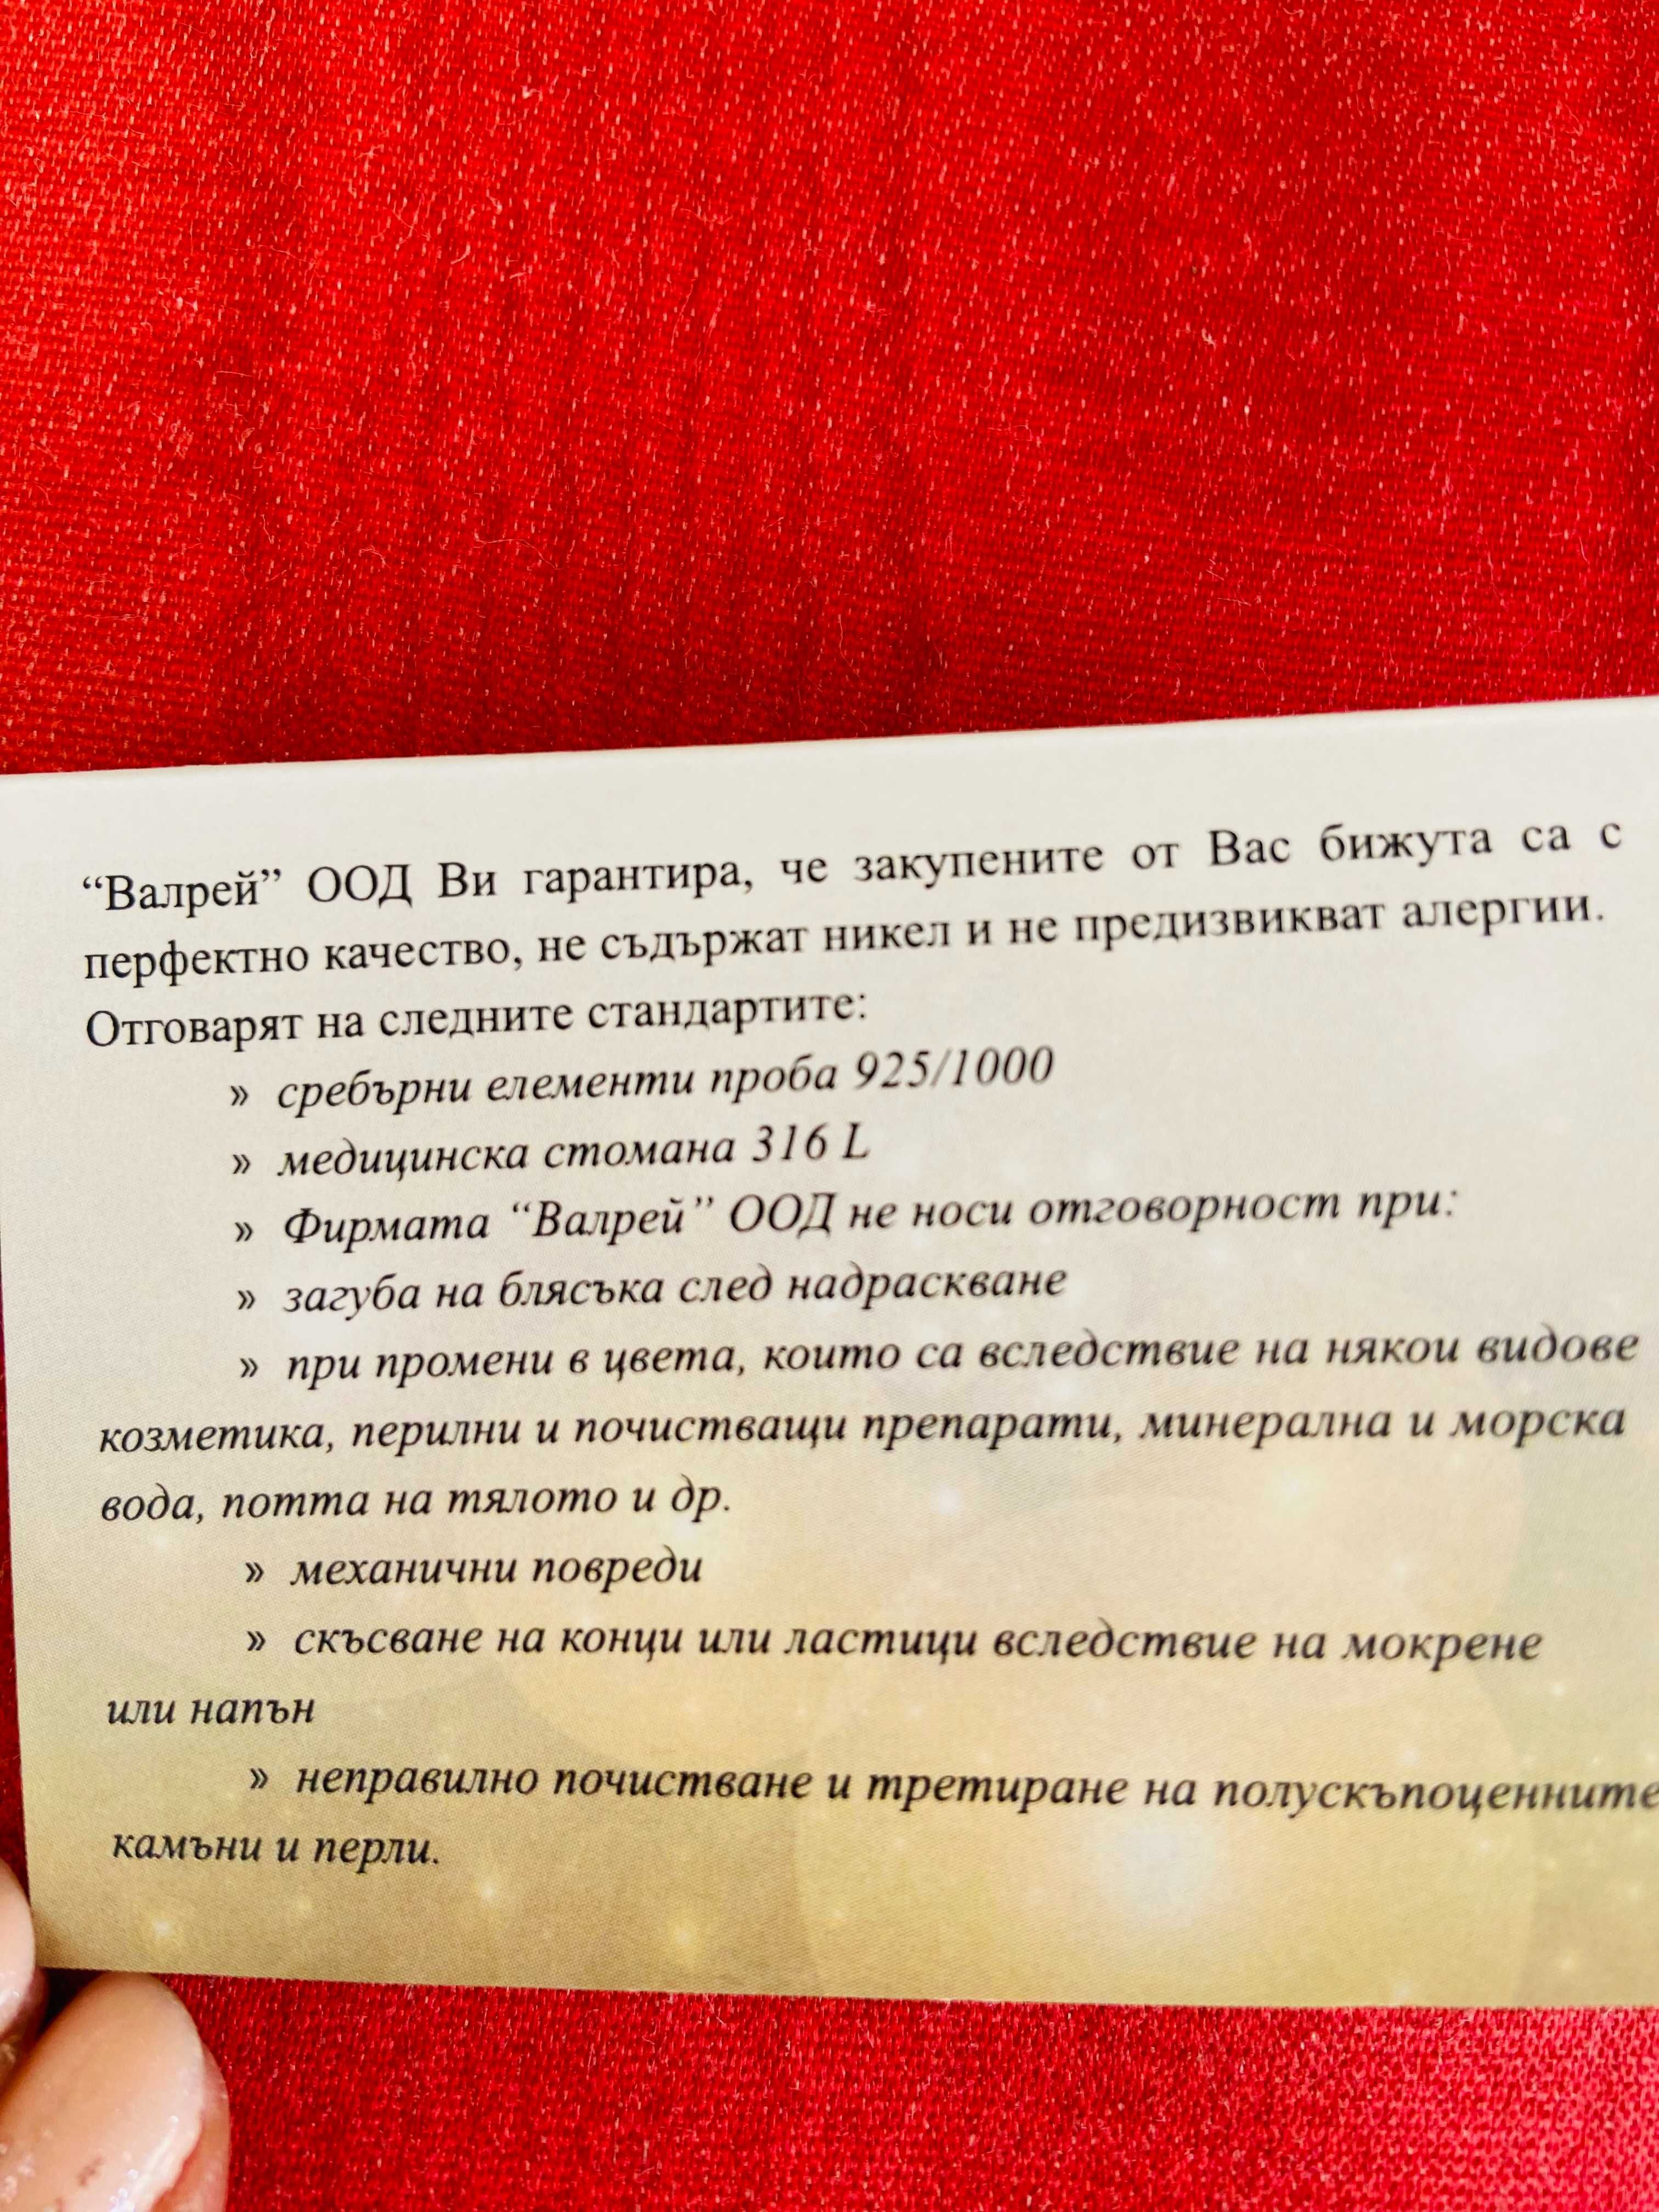 “Валрей” ООД Ви гарантира, че закупените от Вас бижута са с
перфектно качество, не съдържат никел и не предизвикват алергии.
Отговарят на следните стандартите:
» сребърни елементи проба 925/1000
» медицинска стомана 316 L
» Фирмата “Валрей” ООД не носи отговорност при:
» загуба на блясъка след надраскване
» при промени в цвета, които са вследствие на някои видове
козметика, перилни и почистващи препарати, минерална и морска
вода, потта на тялото и др.
» механични повреди
» скъсване на конци или ластици вследствие на мокрене
или напън
» неправилно почистване и третиране на полускъпоценните
камъни и перли.